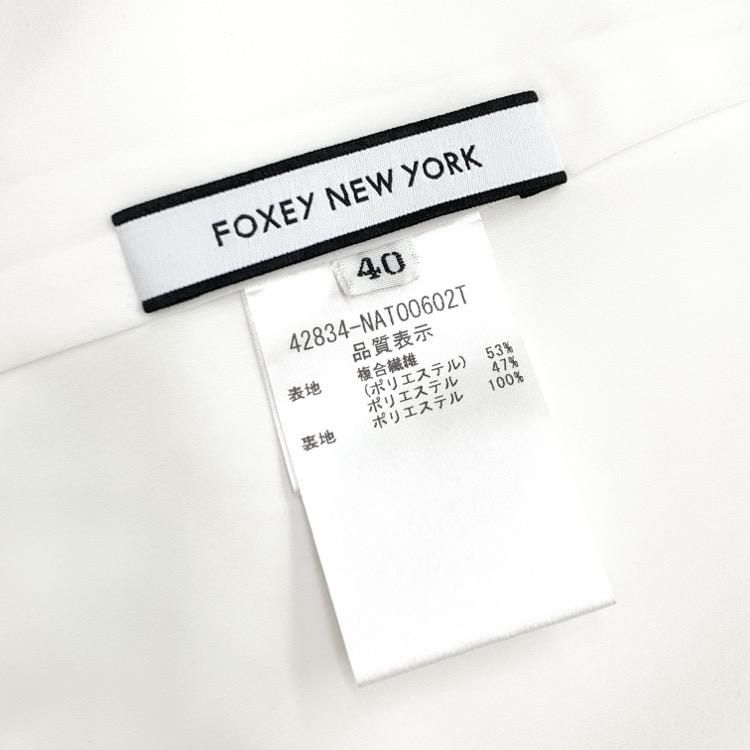 FOXEY NEW YORK
40
42834-NAT00602T
品質表示
表地 複合繊維 53%
(ポリエステル)
ポリエステル 47%
裏地 ポリエステル 100%